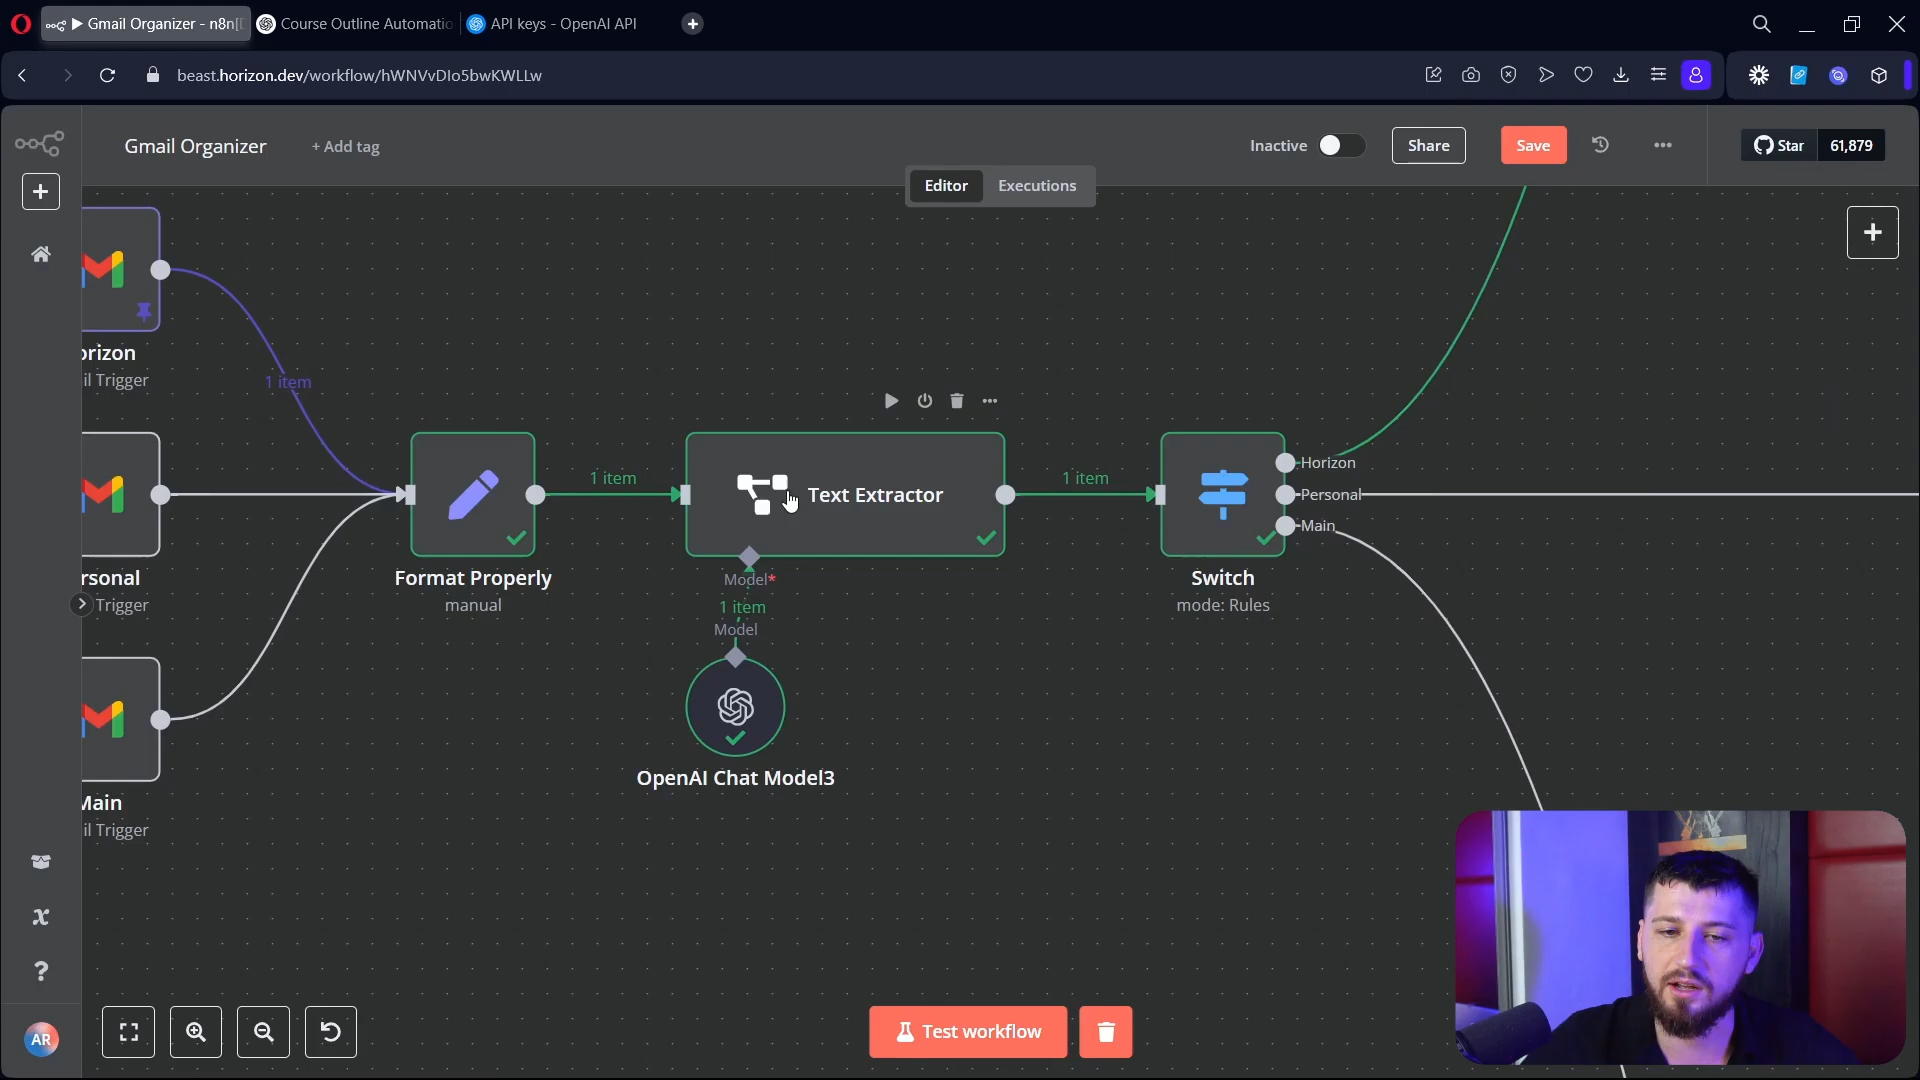 Gmail Organizer - n8n[
Course Outline Automatio
API keys - OpenAI API
beast.horizon.dev/workflow/hWNVvDIo5bwKWLLw
Gmail Organizer
+ Add tag
Inactive
Share
Save
Star
61,879
Editor
Executions
orizon
il Trigger
1 item
rsonal
Trigger
Main
il Trigger
Format Properly
manual
1 item
Text Extractor
Model*
1 item
Model
OpenAI Chat Model3
1 item
Horizon
Personal
Main
Switch
mode: Rules
AR
Test workflow